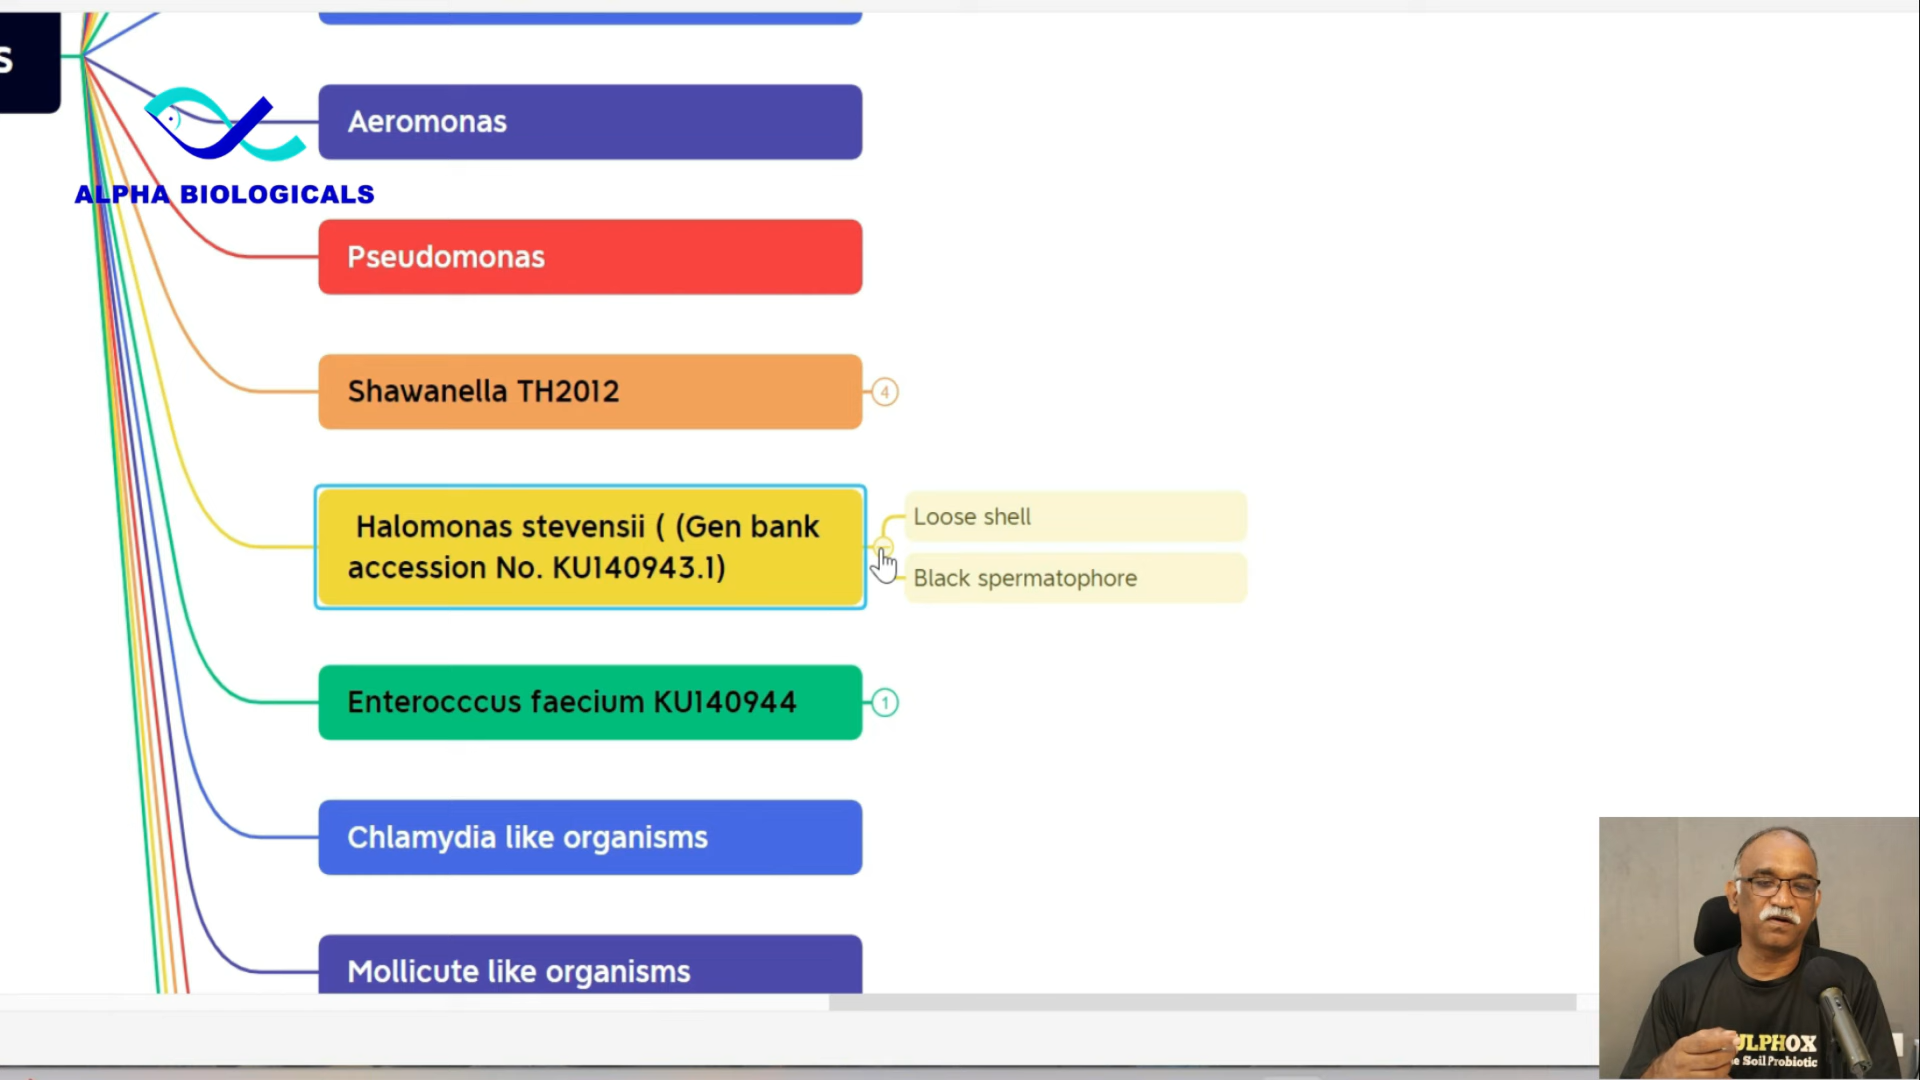 S
Aeromonas
ALPHA BIOLOGICALS
Pseudomonas
Shawanella TH2012
4
Halomonas stevensii ( (Gen bank
accession No. KU140943.1)
Loose shell
Black spermatophore
Enterocccus faecium KU140944
1
Chlamydia like organisms
Mollicute like organisms
ULPHOX
e Soil Probiotic